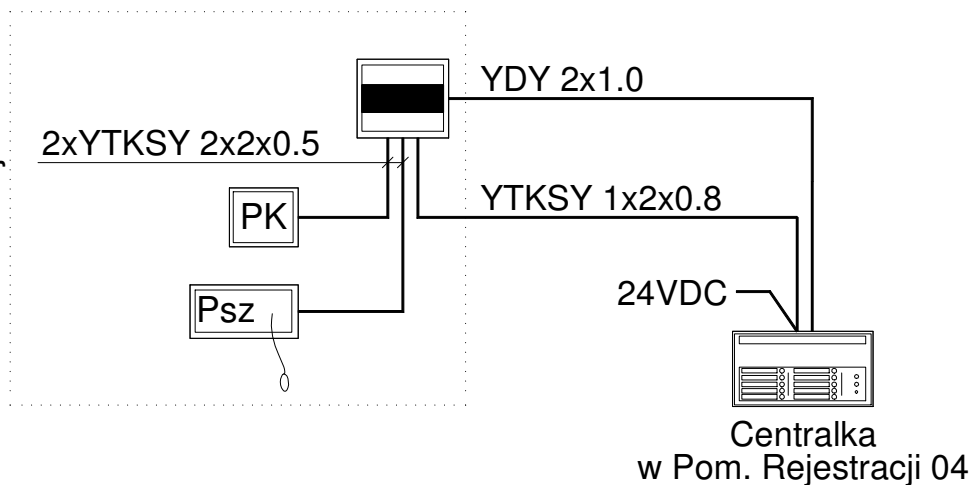 YDY 2x1.0
2xYTKSY 2x2x0.5
YTKSY 1x2x0.8
PK
24VDC
Psz
Centralka
w Pom. Rejestracji 04